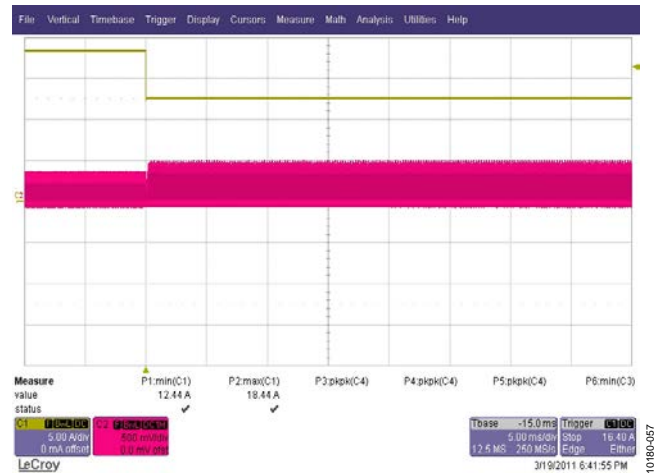 File Vertical Timebase Trigger Display Cursors Measure Math Analysis Utilities Help
C2
Measure P1:min(C1) P2:max(C1) P3:pkpk(C4) P4:pkpk(C4) P5:pkpk(C4) P6:min(C3)
value 12.44 A 18.44 A
status
C1
5.00 A/div
0 mA offset
C2
500 mV/div
0.0 mV ofst
Tbase -15.0 ms
5.00 ms/div
12.5 MS 250 MS/s
Trigger C1 DC
Stop 16.40 A
Edge Either
LeCroy
3/19/2011 6:41:55 PM
10180-057